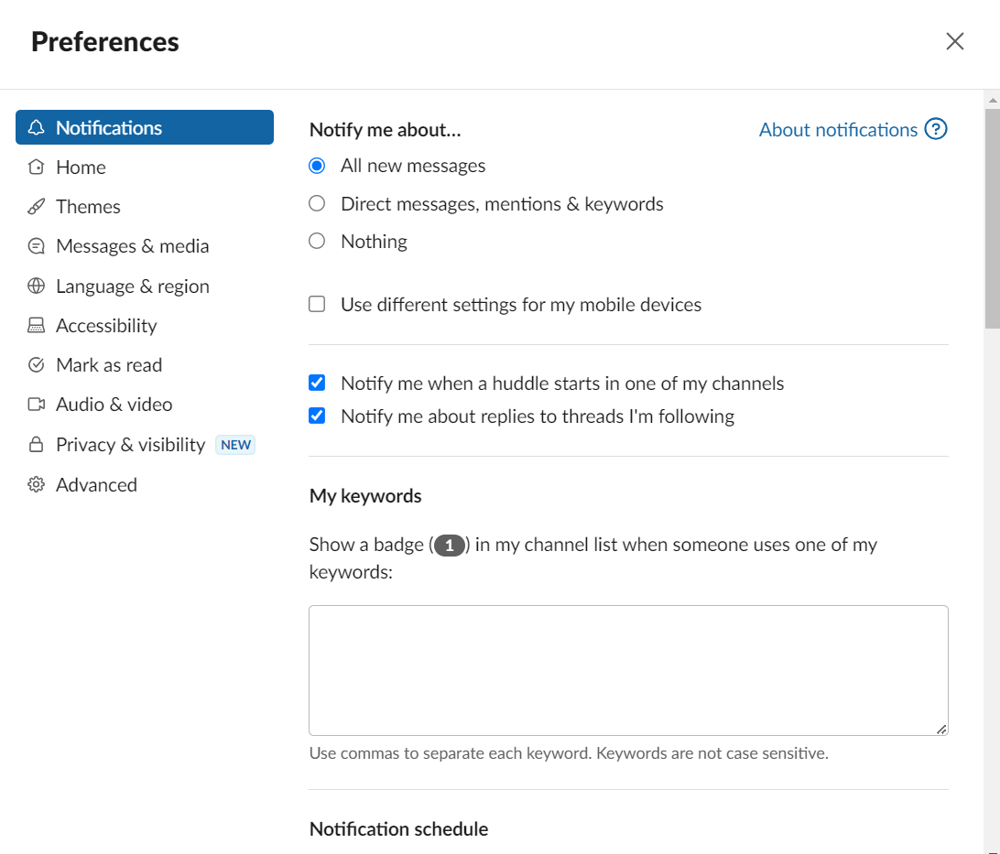 Preferences
Notifications
Home
Themes
Messages & media
Language & region
Accessibility
Mark as read
Audio & video
Privacy & visibility NEW
Advanced
Notify me about...
About notifications ?
All new messages
Direct messages, mentions & keywords
Nothing
Use different settings for my mobile devices
Notify me when a huddle starts in one of my channels
Notify me about replies to threads I'm following
My keywords
Show a badge (1) in my channel list when someone uses one of my
keywords:
Use commas to separate each keyword. Keywords are not case sensitive.
Notification schedule